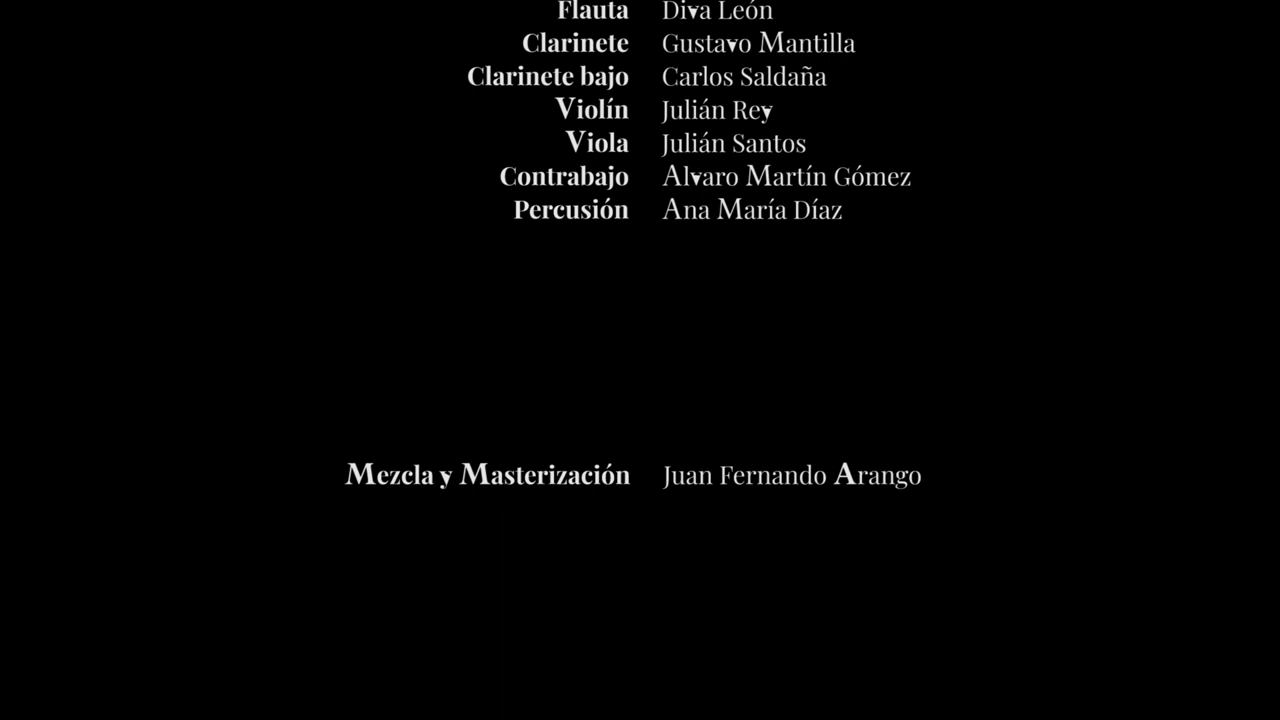 Flauta Diva León
Clarinete Gustavo Mantilla
Clarinete bajo Carlos Saldaña
Violín Julián Rey
Viola Julián Santos
Contrabajo Alvaro Martín Gómez
Percusión Ana María Díaz
Mezcla y Masterización Juan Fernando Arango